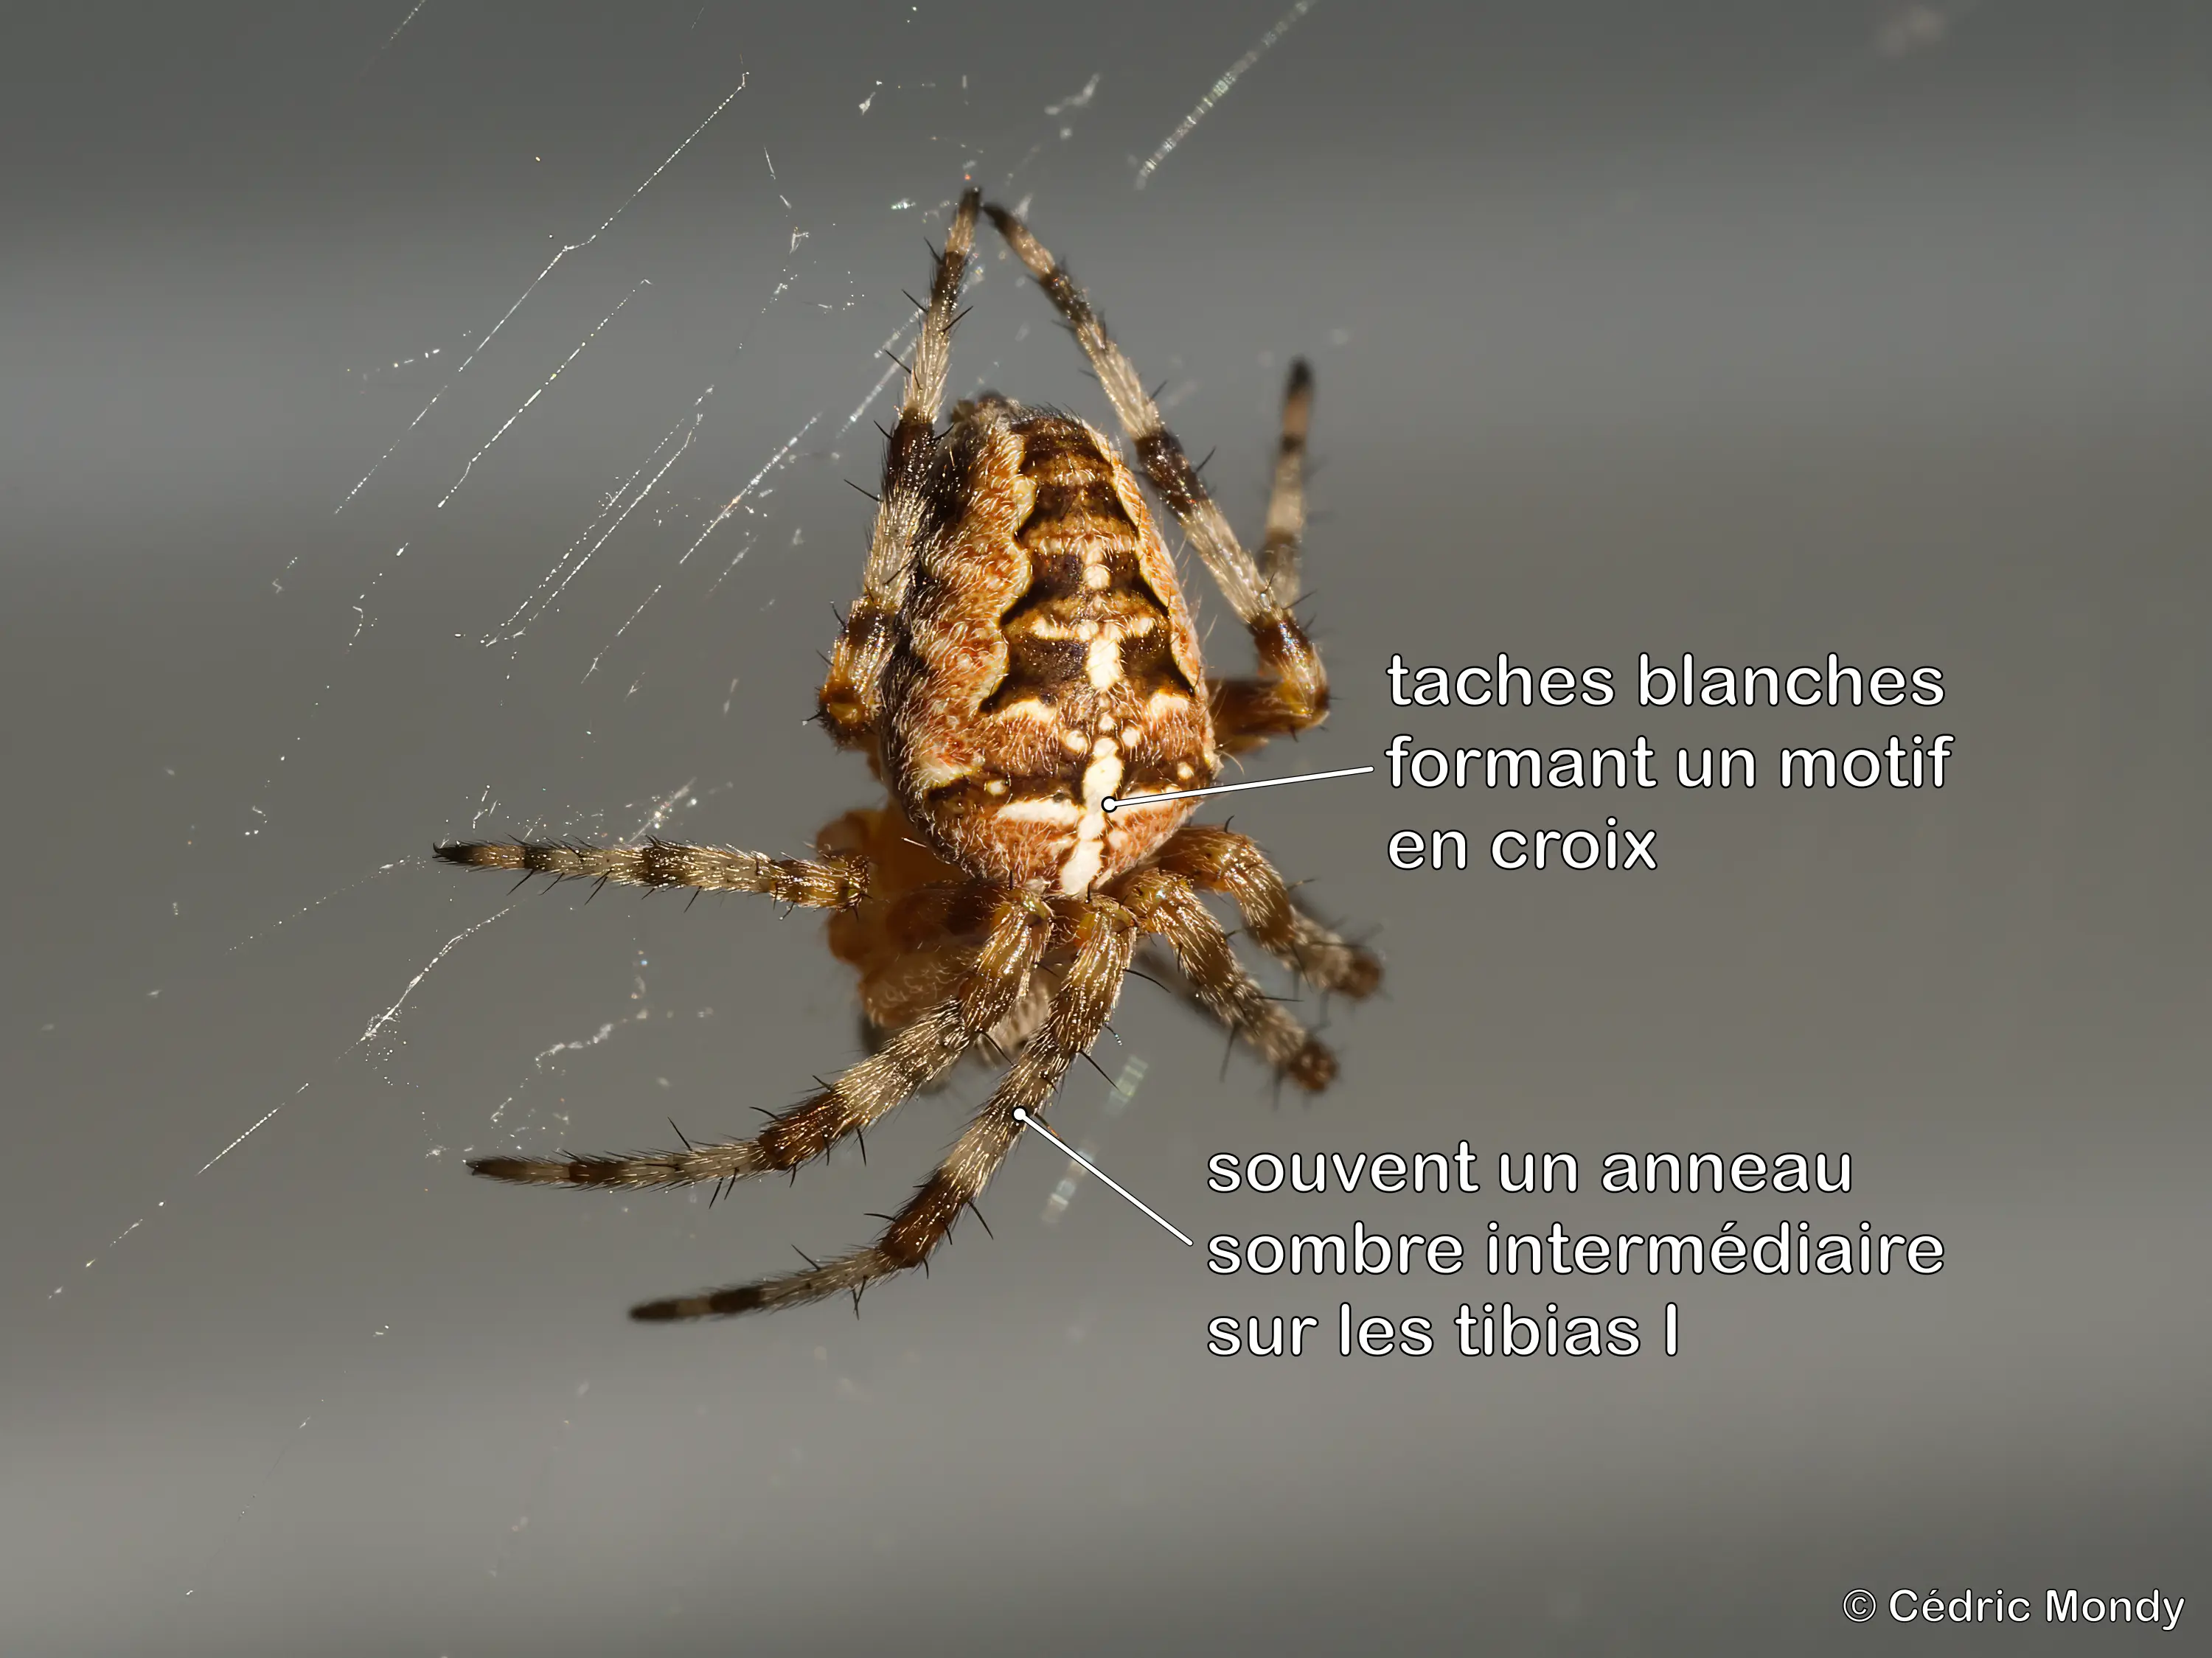 taches blanches
formant un motif
en croix
souvent un anneau
sombre intermédiaire
sur les tibias I
© Cédric Mondy